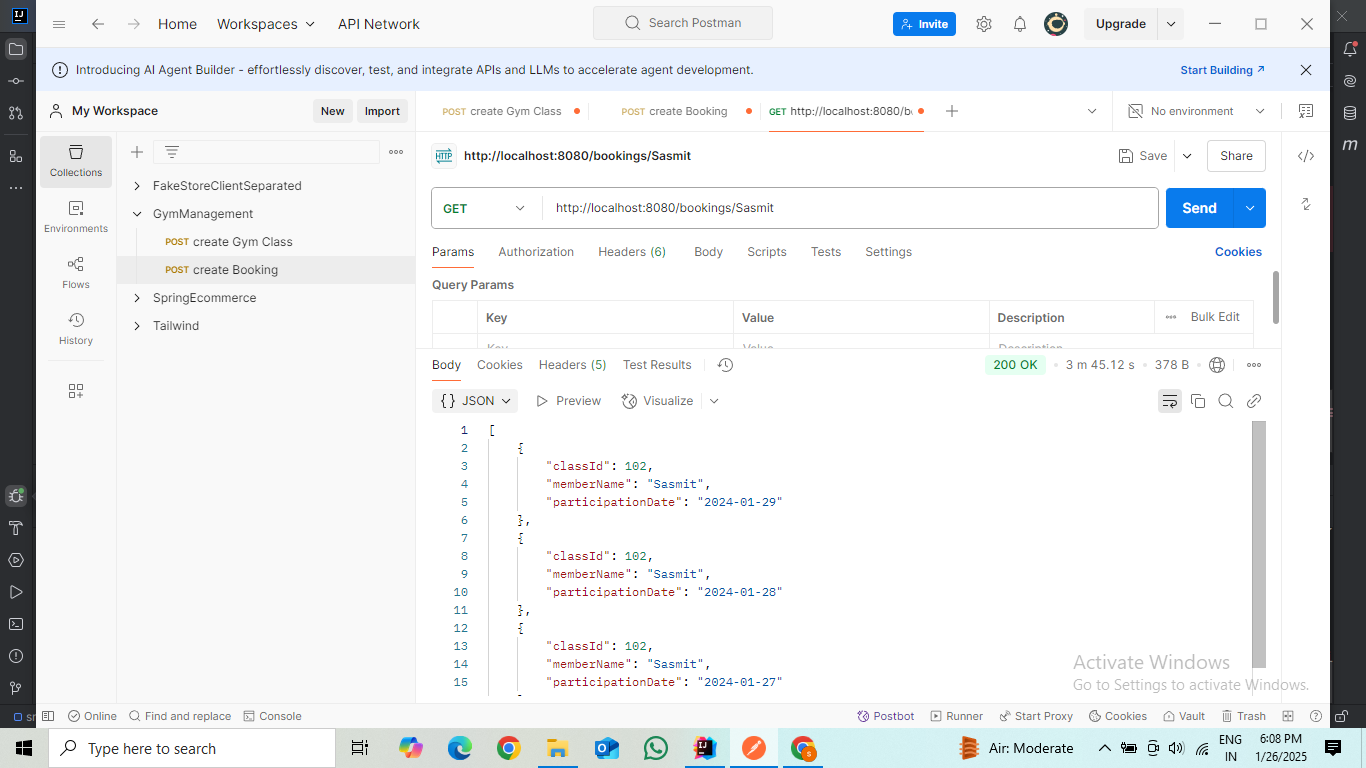 Home
Workspaces
API Network
Search Postman
Invite
Upgrade
Introducing AI Agent Builder - effortlessly discover, test, and integrate APIs and LLMs to accelerate agent development.
Start Building
My Workspace
New
Import
POST create Gym Class
POST create Booking
GET http://localhost:8080/b
No environment
Collections
Environments
Flows
History
FakeStoreClientSeparated
GymManagement
POST create Gym Class
POST create Booking
SpringEcommerce
Tailwind
HTTP http://localhost:8080/bookings/Sasmit
Save
Share
GET
http://localhost:8080/bookings/Sasmit
Send
Params Authorization Headers (6) Body Scripts Tests Settings Cookies
Query Params
Key Value Description Bulk Edit
Key Value Description
Body Cookies Headers (5) Test Results 200 OK 3 m 45.12 s 378 B
{} JSON Preview Visualize
1 [
2 {
3 "classId": 102,
4 "memberName": "Sasmit",
5 "participationDate": "2024-01-29"
6 },
7 {
8 "classId": 102,
9 "memberName": "Sasmit",
10 "participationDate": "2024-01-28"
11 },
12 {
13 "classId": 102,
14 "memberName": "Sasmit",
15 "participationDate": "2024-01-27"
Activate Windows
Go to Settings to activate Windows.
Online Find and replace Console Postbot Runner Start Proxy Cookies Vault Trash
Type here to search
Air: Moderate
ENG
IN
6:08 PM
1/26/2025